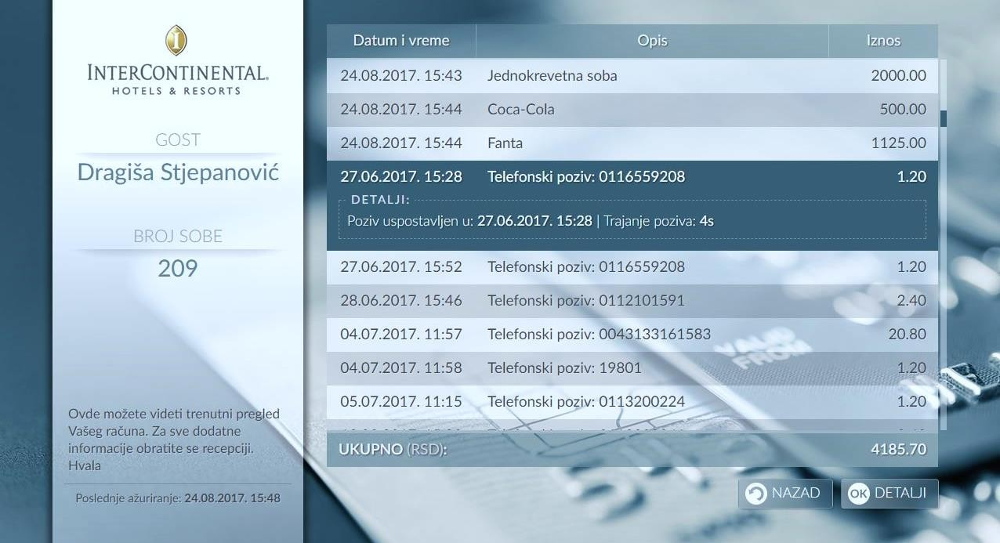 I
INTERCONTINENTAL®
HOTELS & RESORTS
GOST
Dragiša Stjepanović
BROJ SOBE
209
Ovde možete videti trenutni pregled
Vašeg računa. Za sve dodatne
informacije obratite se recepciji.
Hvala
Poslednje ažuriranje: 24.08.2017. 15:48
Datum i vreme Opis Iznos
24.08.2017. 15:43 Jednokrevetna soba 2000.00
24.08.2017. 15:44 Coca-Cola 500.00
24.08.2017. 15:44 Fanta 1125.00
27.06.2017. 15:28 Telefonski poziv: 0116559208 1.20
DETALJI:
Poziv uspostavljen u: 27.06.2017. 15:28 | Trajanje poziva: 4s
27.06.2017. 15:52 Telefonski poziv: 0116559208 1.20
28.06.2017. 15:46 Telefonski poziv: 0112101591 2.40
04.07.2017. 11:57 Telefonski poziv: 0043133161583 20.80
04.07.2017. 11:58 Telefonski poziv: 19801 1.20
05.07.2017. 11:15 Telefonski poziv: 0113200224 1.20
UKUPNO (RSD): 4185.70
NAZAD
OK DETALJI
VALID
FROM